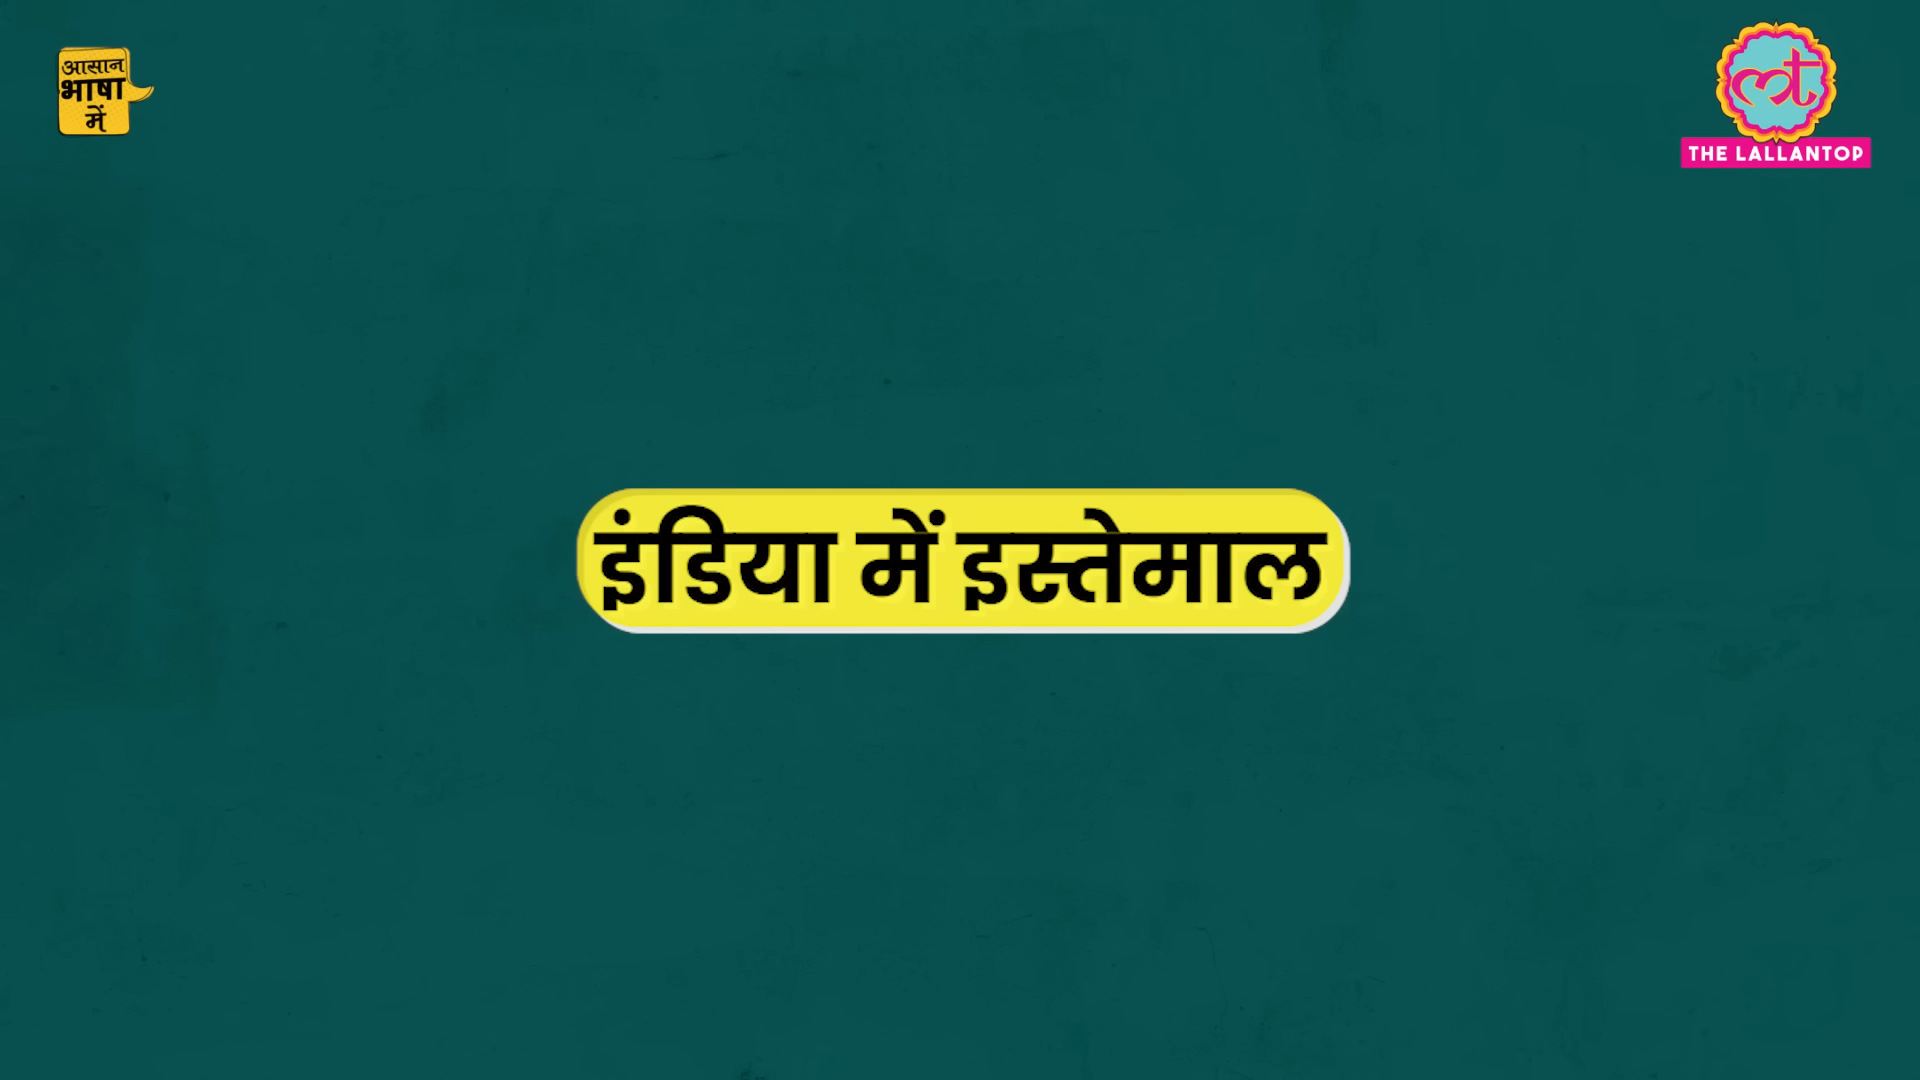 आसान
भाषा
में
THE LALLANTOP
इंडिया में इस्तेमाल